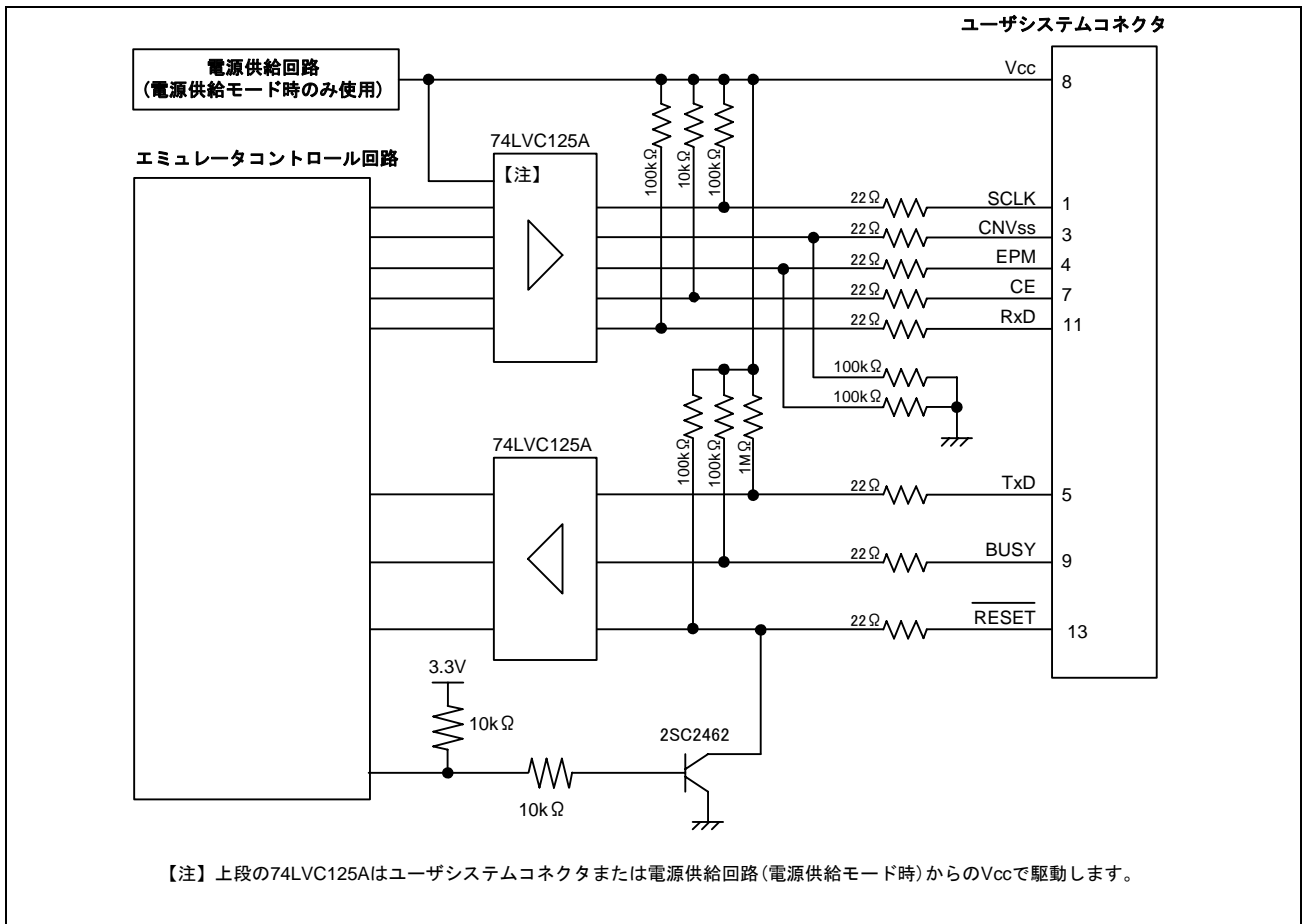 ユーザシステムコネクタ
電源供給回路
(電源供給モード時のみ使用)
Vcc
8
エミュレータコントロール回路
74LVC125A
【注】
100kΩ
10kΩ
100kΩ
22Ω
SCLK
1
22Ω
CNVss
3
22Ω
EPM
4
22Ω
CE
7
22Ω
RxD
11
100kΩ
100kΩ
74LVC125A
100kΩ
100kΩ
1MΩ
22Ω
TxD
5
22Ω
BUSY
9
22Ω
RESET
13
3.3V
10kΩ
2SC2462
10kΩ
【注】上段の74LVC125Aはユーザシステムコネクタまたは電源供給回路(電源供給モード時)からのVccで駆動します。